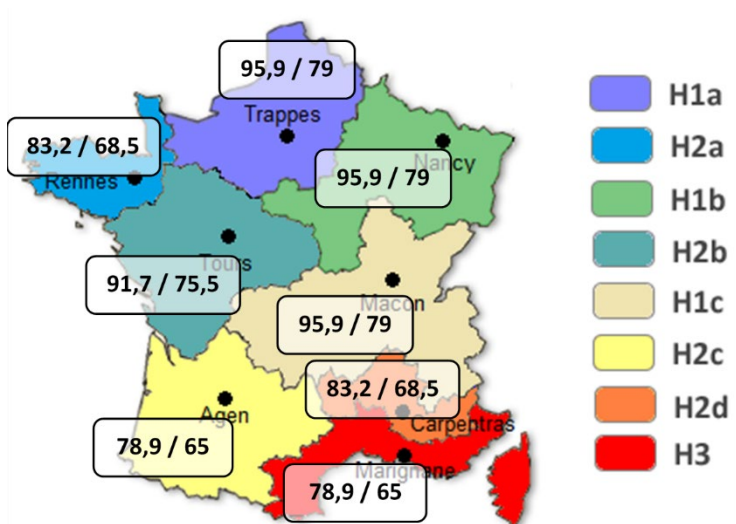 95,9 / 79
Trappes
H1a
83,2 / 68,5
Rennes
H2a
Nancy
95,9 / 79
H1b
Tours
H2b
91,7 / 75,5
Macon
H1c
95,9 / 79
H2c
83,2 / 68,5
Agen
Carpentras
H2d
78,9 / 65
Marignane
H3
78,9 / 65